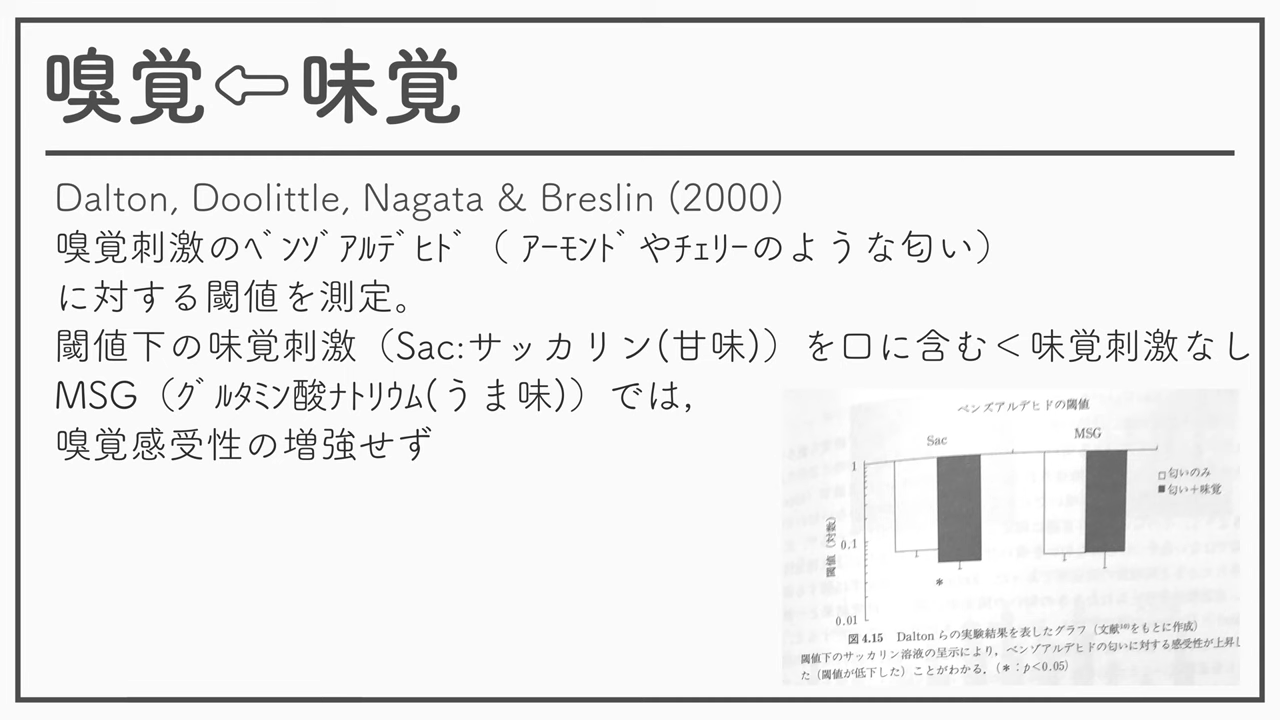 嗅覚⇦味覚
Dalton, Doolittle, Nagata & Breslin (2000)
嗅覚刺激のﾍﾞﾝｿﾞｱﾙﾃﾞﾋﾄﾞ（ｱｰﾓﾝﾄﾞやﾁｪﾘｰのような匂い）
に対する閾値を測定。
閾値下の味覚刺激（Sac:サッカリン(甘味)）を口に含む＜味覚刺激なし
MSG（ｸﾞﾙﾀﾐﾝ酸ﾅﾄﾘｳﾑ(うま味)）では，
嗅覚感受性の増強せず
ベンズアルデヒドの閾値
Sac MSG
1
0.1
0.01
閾値（対数）
□匂いのみ
■匂い＋味覚
*
図4.15 Daltonらの実験結果を表したグラフ（文献¹⁶⁾をもとに作成）
閾値下のサッカリン溶液の呈示により，ベンゾアルデヒドの匂いに対する感受性が上昇し
た（閾値が低下した）ことがわかる．（＊：p＜0.05）